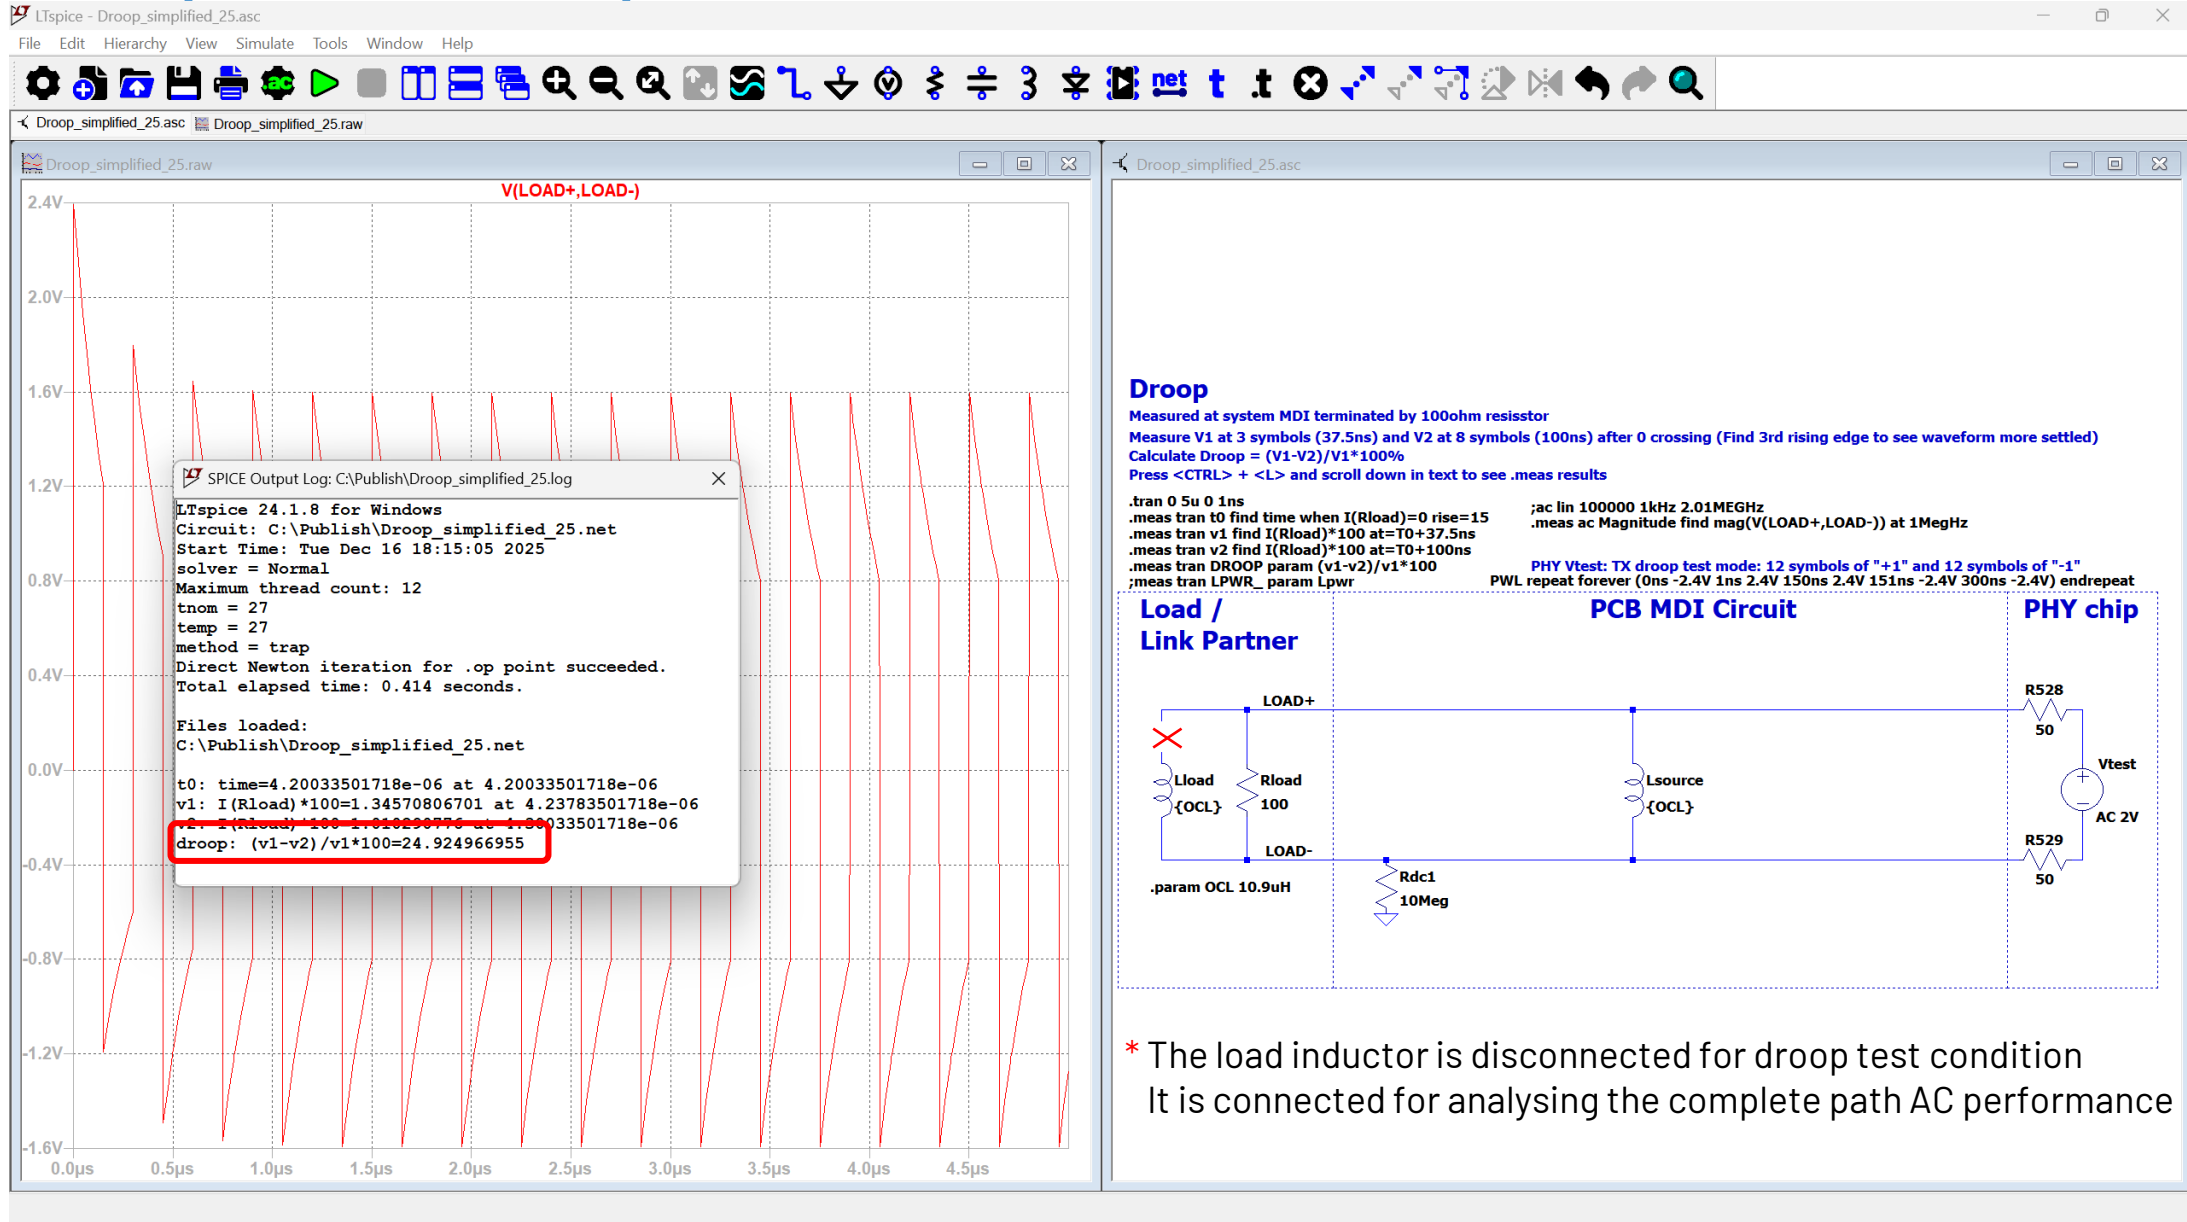 LTspice - Droop_simplified_25.asc
File Edit Hierarchy View Simulate Tools Window Help
Droop_simplified_25.asc Droop_simplified_25.raw
Droop_simplified_25.raw
V(LOAD+,LOAD-)
2.4V
2.0V
1.6V
1.2V
0.8V
0.4V
0.0V
-0.4V
-0.8V
-1.2V
-1.6V
0.0µs 0.5µs 1.0µs 1.5µs 2.0µs 2.5µs 3.0µs 3.5µs 4.0µs 4.5µs
SPICE Output Log: C:\Publish\Droop_simplified_25.log
LTspice 24.1.8 for Windows
Circuit: C:\Publish\Droop_simplified_25.net
Start Time: Tue Dec 16 18:15:05 2025
solver = Normal
Maximum thread count: 12
tnom = 27
temp = 27
method = trap
Direct Newton iteration for .op point succeeded.
Total elapsed time: 0.414 seconds.
Files loaded:
C:\Publish\Droop_simplified_25.net
t0: time=4.20033501718e-06 at 4.20033501718e-06
v1: I(Rload)*100=1.34570806701 at 4.23783501718e-06
v2: I(Rload)*100=1.010290776 at 4.30033501718e-06
droop: (v1-v2)/v1*100=24.924966955
Droop_simplified_25.asc
Droop
Measured at system MDI terminated by 100ohm resisstor
Measure V1 at 3 symbols (37.5ns) and V2 at 8 symbols (100ns) after 0 crossing (Find 3rd rising edge to see waveform more settled)
Calculate Droop = (V1-V2)/V1*100%
Press <CTRL> + <L> and scroll down in text to see .meas results
.tran 0 5u 0 1ns
.meas tran t0 find time when I(Rload)=0 rise=15
.meas tran v1 find I(Rload)*100 at=T0+37.5ns
.meas tran v2 find I(Rload)*100 at=T0+100ns
.meas tran DROOP param (v1-v2)/v1*100
;meas tran LPWR_ param Lpwr
;ac lin 100000 1kHz 2.01MEGHz
.meas ac Magnitude find mag(V(LOAD+,LOAD-)) at 1MegHz
PHY Vtest: TX droop test mode: 12 symbols of "+1" and 12 symbols of "-1"
PWL repeat forever (0ns -2.4V 1ns 2.4V 150ns 2.4V 151ns -2.4V 300ns -2.4V) endrepeat
Load /
Link Partner
PCB MDI Circuit
PHY chip
LOAD+
R528
50
Vtest
AC 2V
Lload
{OCL}
Rload
100
Lsource
{OCL}
R529
50
LOAD-
Rdc1
10Meg
.param OCL 10.9uH
* The load inductor is disconnected for droop test condition
It is connected for analysing the complete path AC performance